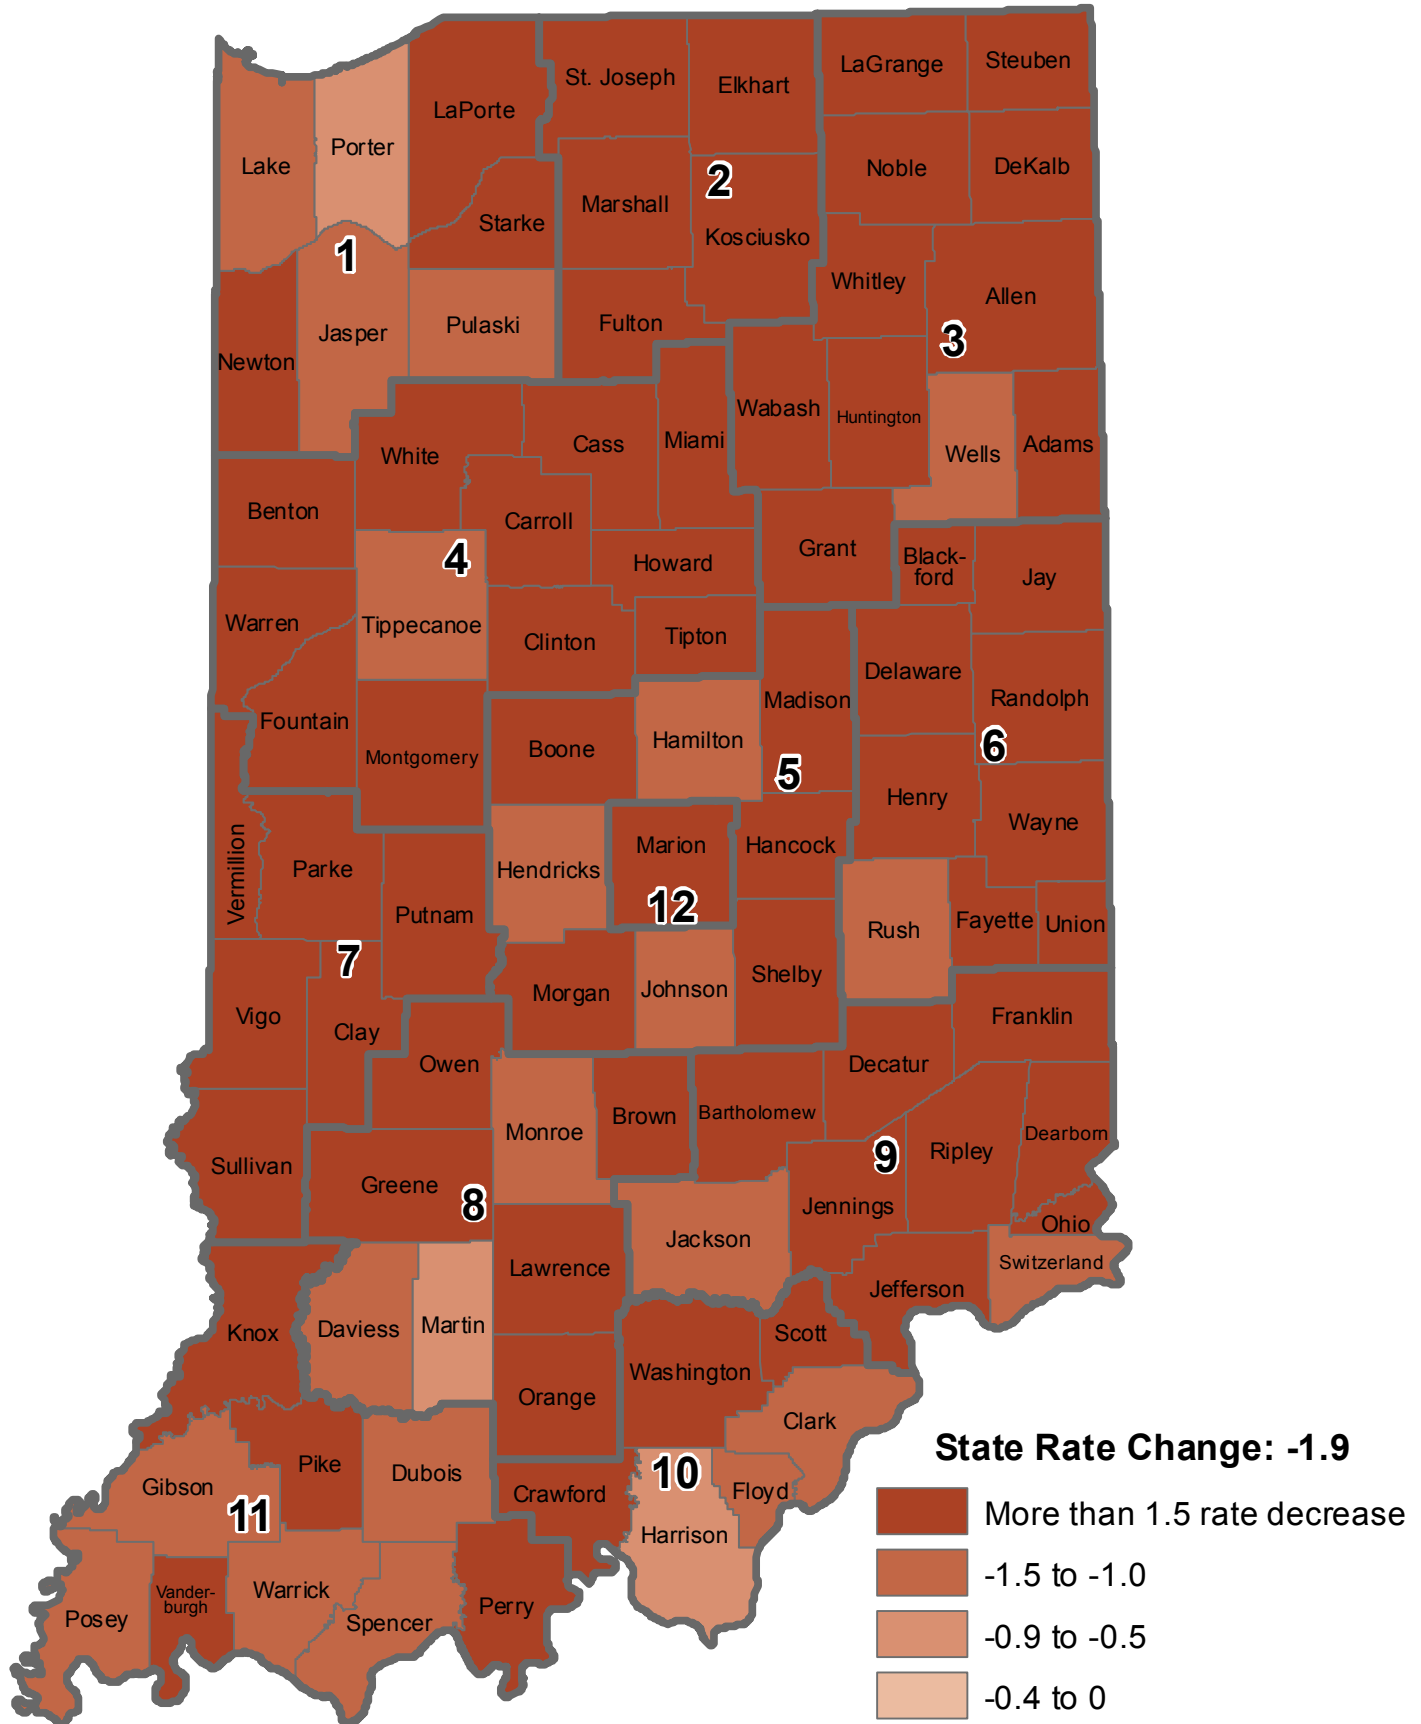 St. Joseph
Elkhart
LaGrange
Steuben
LaPorte
Porter
Lake
Noble
DeKalb
2
Marshall
Starke
Kosciusko
1
Whitley
Allen
Pulaski
Fulton
Jasper
3
Newton
Wabash
Huntington
Miami
Cass
Adams
Wells
White
Benton
Carroll
4
Howard
Grant
Black-
ford
Jay
Warren
Tippecanoe
Clinton
Tipton
Delaware
Madison
Randolph
Fountain
Hamilton
Boone
6
Montgomery
5
Henry
Wayne
Marion
Hancock
Vermillion
Parke
Hendricks
12
Putnam
Rush
Fayette
Union
7
Shelby
Johnson
Morgan
Vigo
Clay
Franklin
Owen
Decatur
Bartholomew
Brown
Monroe
Dearborn
9
Ripley
Sullivan
Greene
8
Jennings
Ohio
Jackson
Lawrence
Switzerland
Jefferson
Martin
Daviess
Knox
Scott
Washington
Orange
Clark
State Rate Change: -1.9
Pike
Dubois
10
Gibson
Crawford
Floyd
11
More than 1.5 rate decrease
Harrison
-1.5 to -1.0
Warrick
Vander-
burgh
Perry
Posey
Spencer
-0.9 to -0.5
-0.4 to 0